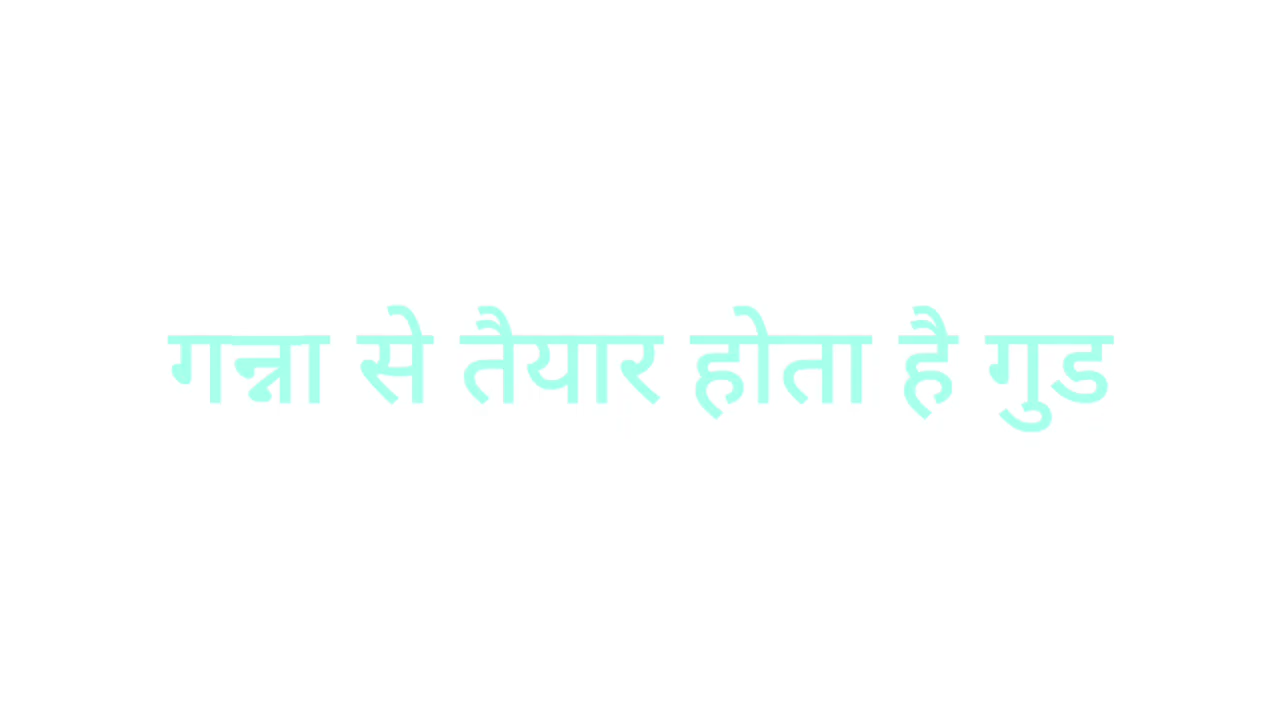 गन्ना से तैयार होता है गुड